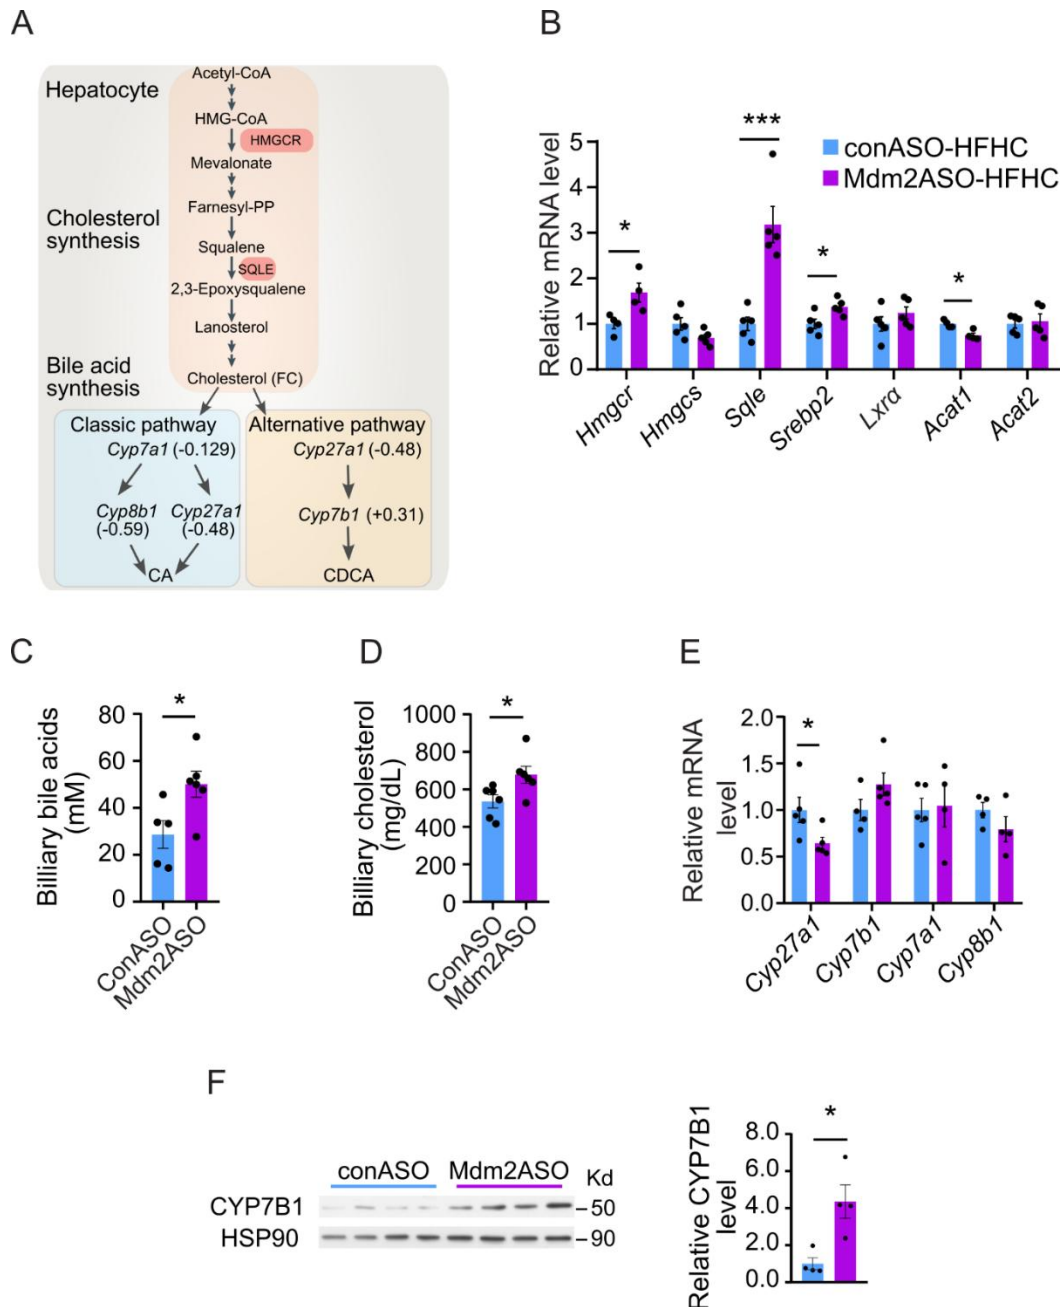 A
Hepatocyte
Acetyl-CoA
HMG-CoA
HMGCR
Mevalonate
Cholesterol
synthesis
Farnesyl-PP
Squalene
SQLE
2,3-Epoxysqualene
Lanosterol
Bile acid
synthesis
Cholesterol (FC)
Classic pathway
Cyp7a1 (-0.129)
Cyp8b1
(-0.59)
Cyp27a1
(-0.48)
CA
Alternative pathway
Cyp27a1 (-0.48)
Cyp7b1 (+0.31)
CDCA
B
Relative mRNA level
5
4
3
2
1
0
*
***
*
*
conASO-HFHC
Mdm2ASO-HFHC
Hmgcr
Hmgcs
Sqle
Srebp2
Lxrα
Acat1
Acat2
C
Billiary bile acids
(mM)
80
60
40
20
0
*
ConASO
Mdm2ASO
D
Billiary cholesterol
(mg/dL)
1000
800
600
400
200
0
*
ConASO
Mdm2ASO
E
Relative mRNA
level
2.0
1.5
1.0
0.5
0.0
*
Cyp27a1
Cyp7b1
Cyp7a1
Cyp8b1
F
conASO
Mdm2ASO
Kd
CYP7B1
-50
HSP90
-90
Relative CYP7B1
level
8.0
6.0
4.0
2.0
0.0
*